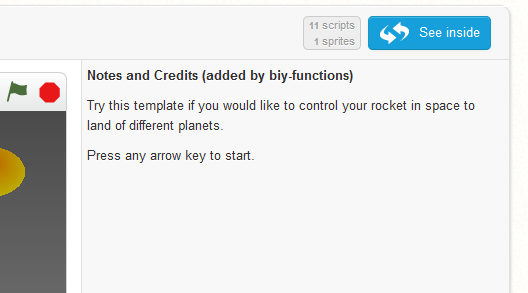 11 scripts
1 sprites
See inside
Notes and Credits (added by biy-functions)
Try this template if you would like to control your rocket in space to
land of different planets.
Press any arrow key to start.